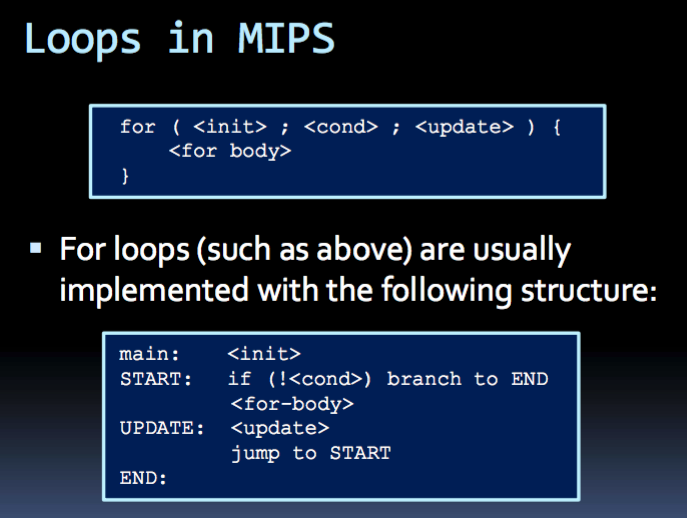 Loops in MIPS
for ( <init> ; <cond> ; <update> ) {
<for body>
}
▪ For loops (such as above) are usually
implemented with the following structure:
main: <init>
START: if (!<cond>) branch to END
<for-body>
UPDATE: <update>
jump to START
END: